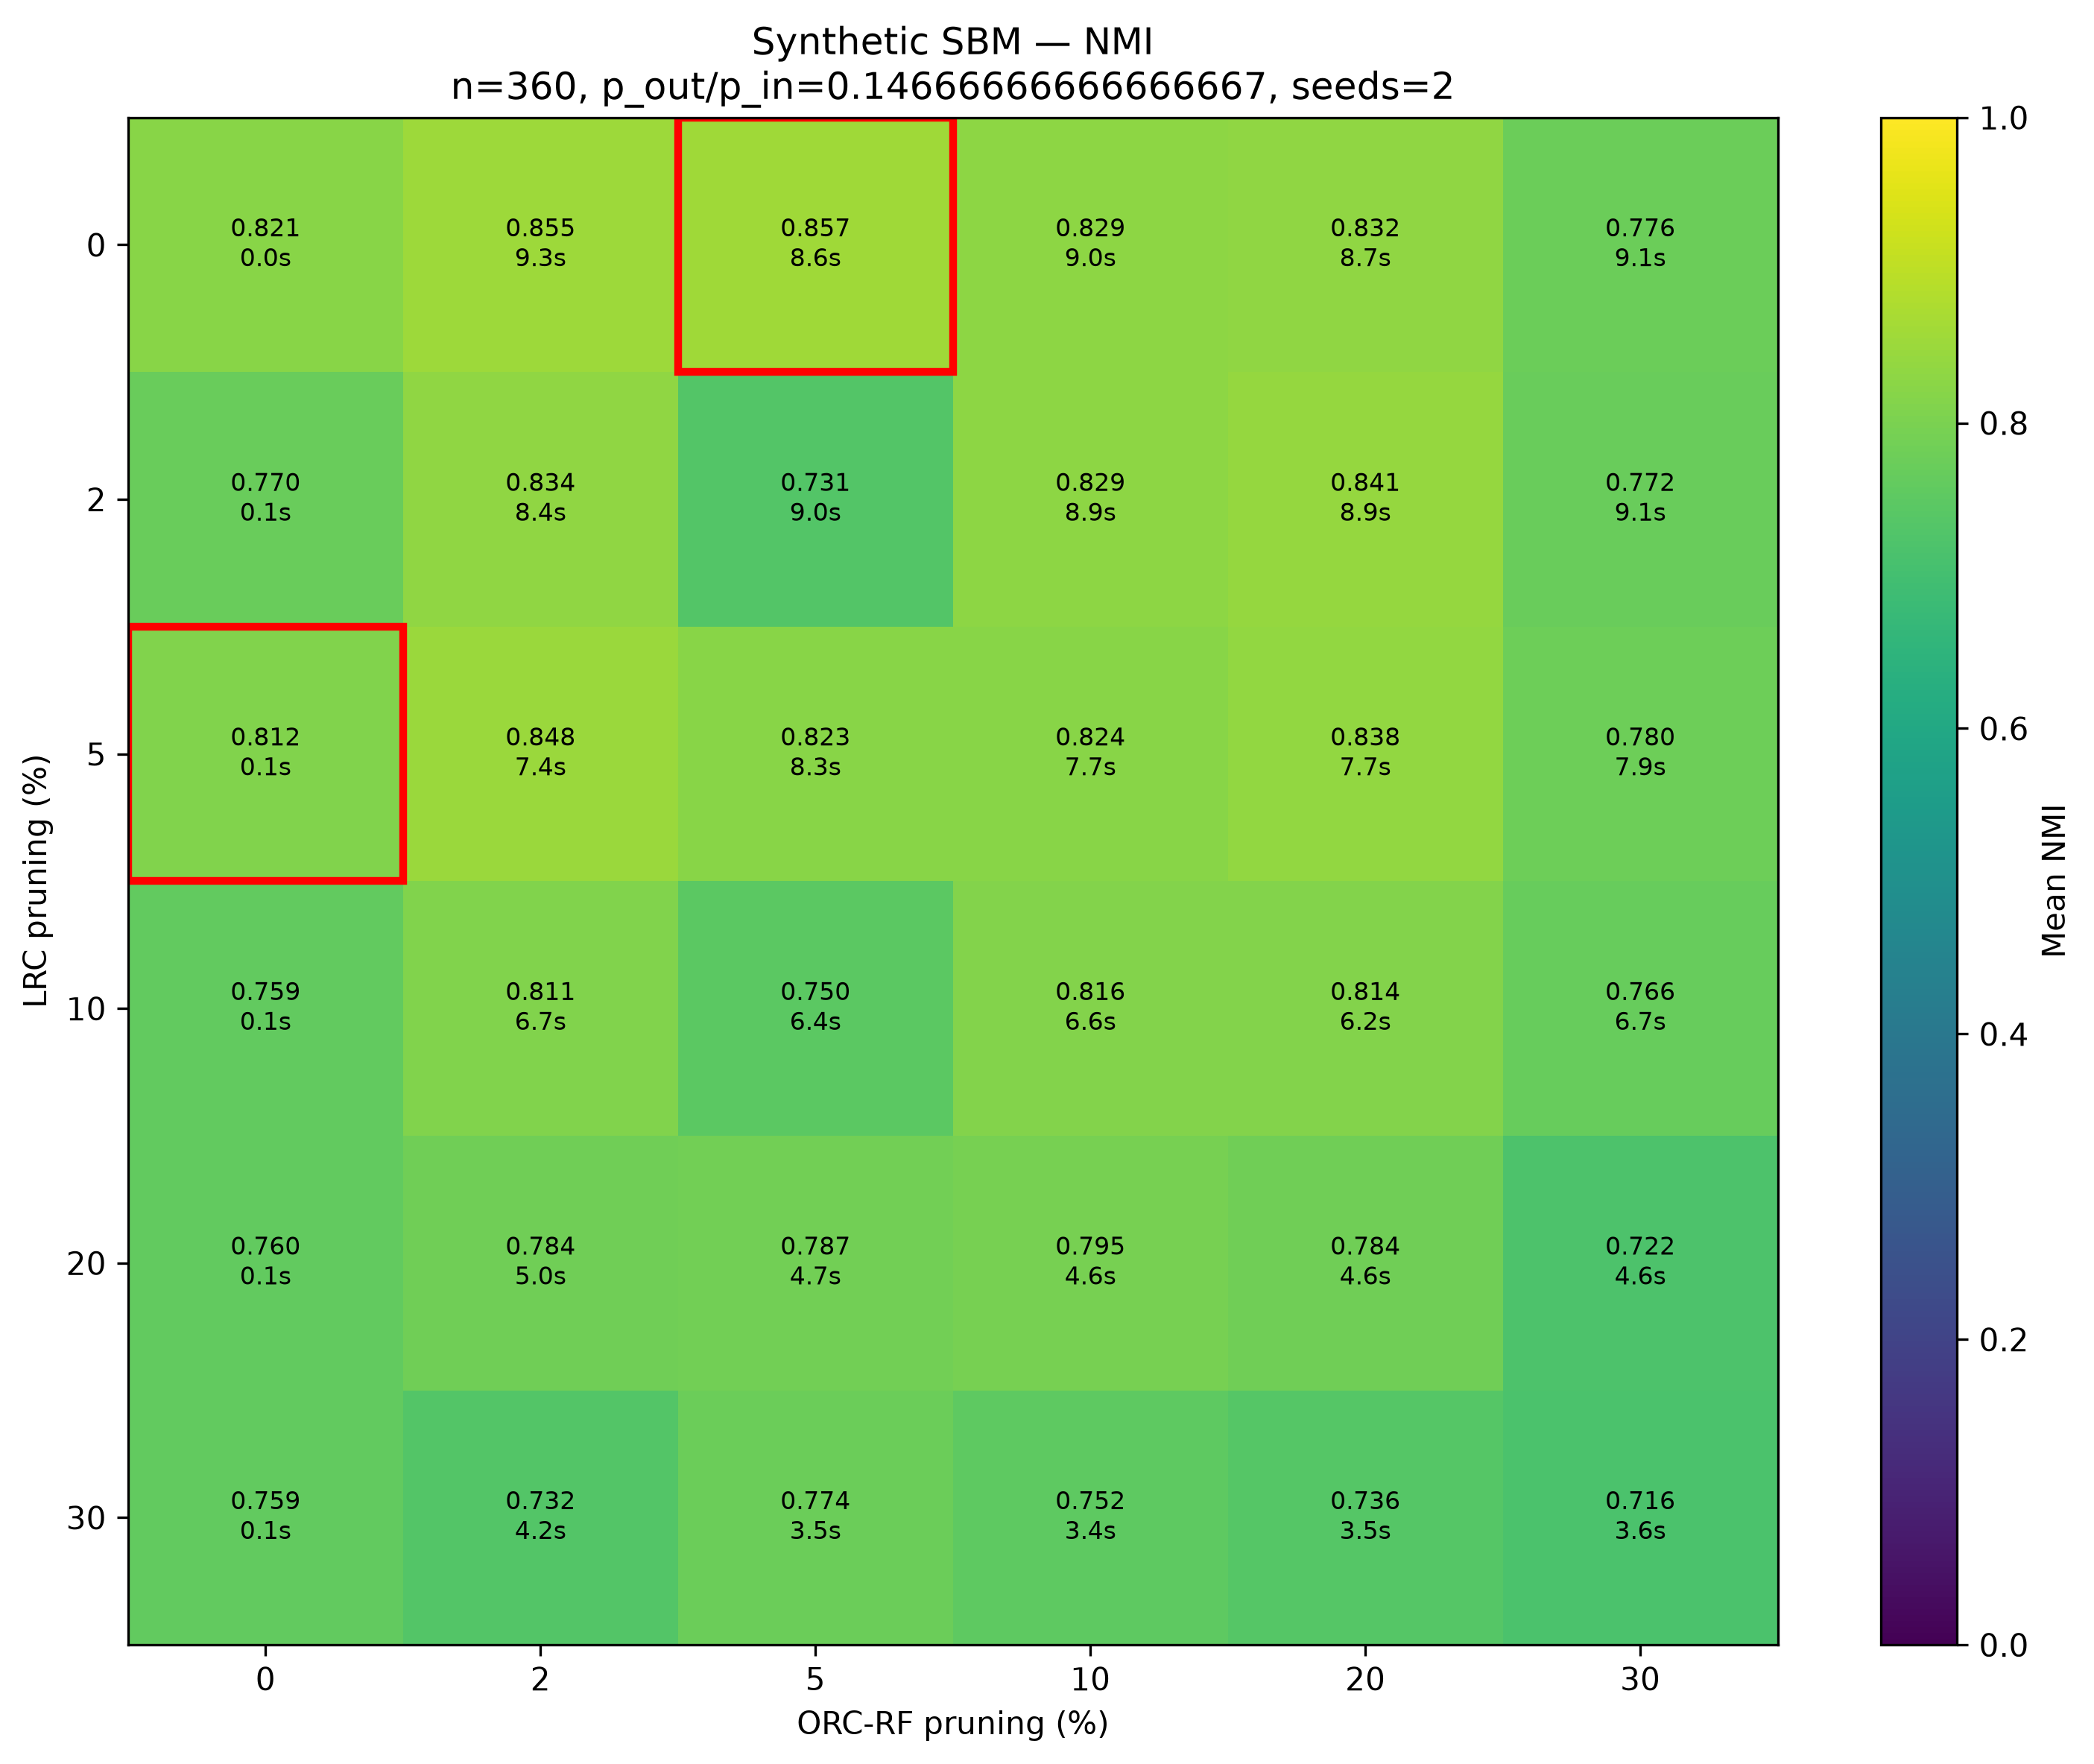 Synthetic SBM — NMI
n=360, p_out/p_in=0.14666666666666667, seeds=2
LRC pruning (%)
0
0.821 0.855 0.857 0.829 0.832 0.776
0.0s 9.3s 8.6s 9.0s 8.7s 9.1s
2
0.770 0.834 0.731 0.829 0.841 0.772
0.1s 8.4s 9.0s 8.9s 8.9s 9.1s
5
0.812 0.848 0.823 0.824 0.838 0.780
0.1s 7.4s 8.3s 7.7s 7.7s 7.9s
10
0.759 0.811 0.750 0.816 0.814 0.766
0.1s 6.7s 6.4s 6.6s 6.2s 6.7s
20
0.760 0.784 0.787 0.795 0.784 0.722
0.1s 5.0s 4.7s 4.6s 4.6s 4.6s
30
0.759 0.732 0.774 0.752 0.736 0.716
0.1s 4.2s 3.5s 3.4s 3.5s 3.6s
0 2 5 10 20 30
ORC-RF pruning (%)
1.0
0.8
0.6
0.4
0.2
0.0
Mean NMI